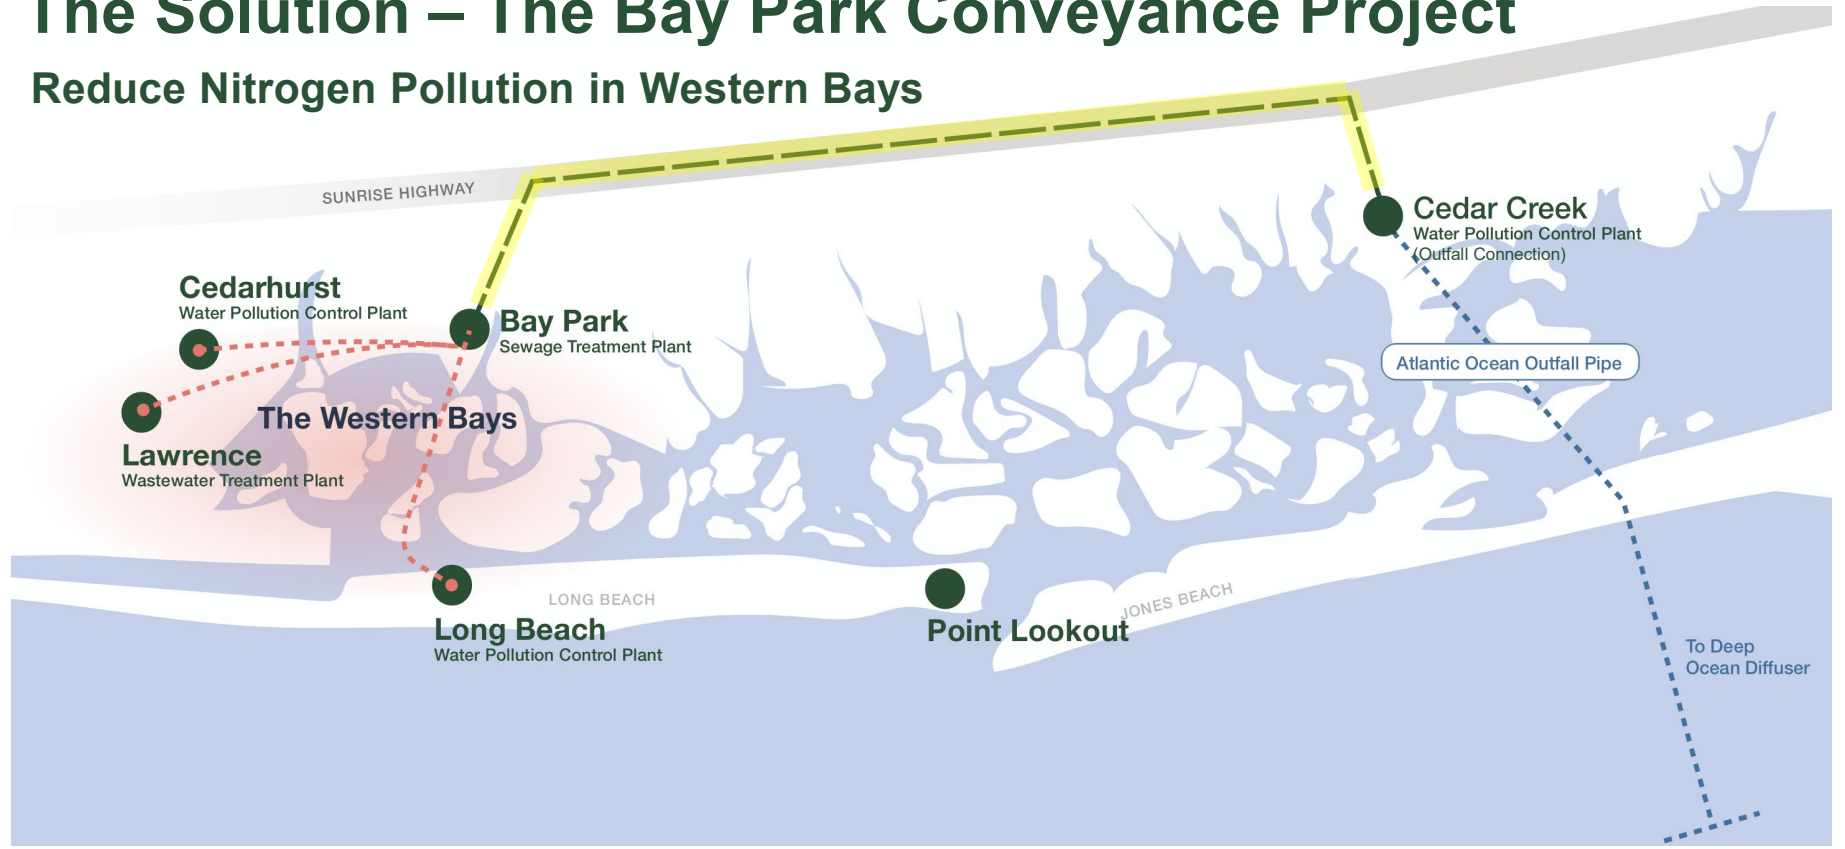 The Solution – The Bay Park Conveyance Project
Reduce Nitrogen Pollution in Western Bays
SUNRISE HIGHWAY
Cedar Creek
Water Pollution Control Plant
(Outfall Connection)
Cedarhurst
Water Pollution Control Plant
Bay Park
Sewage Treatment Plant
Atlantic Ocean Outfall Pipe
The Western Bays
Lawrence
Wastewater Treatment Plant
LONG BEACH
JONES BEACH
Long Beach
Water Pollution Control Plant
Point Lookout
To Deep
Ocean Diffuser